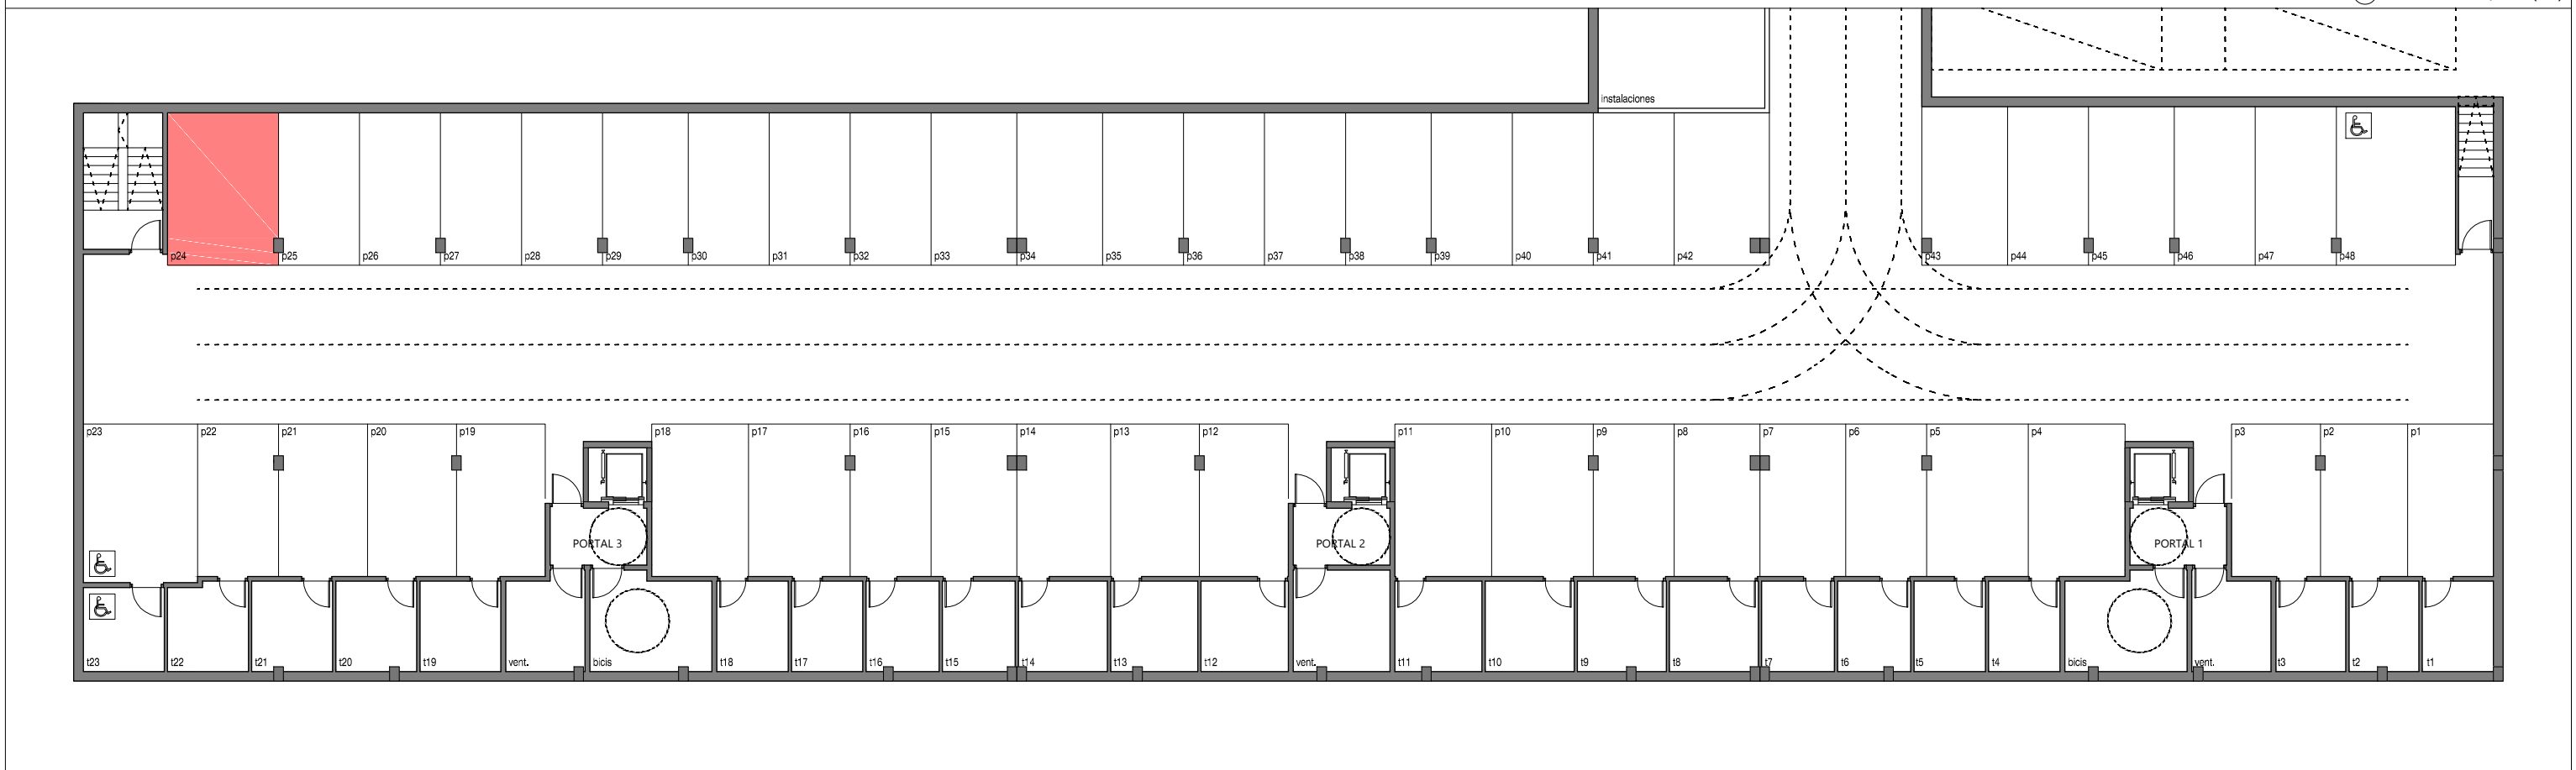 instalaciones
p24 p25 p26 p27 p28 p29 p30 p31 p32 p33 p34 p35 p36 p37 p38 p39 p40 p41 p42 p43 p44 p45 p46 p47 p48
p23 p22 p21 p20 p19 p18 p17 p16 p15 p14 p13 p12 p11 p10 p9 p8 p7 p6 p5 p4 p3 p2 p1
PORTAL 3 PORTAL 2 PORTAL 1
t23 t22 t21 t20 t19 vent. bicis t18 t17 t16 t15 t14 t13 t12 vent. t11 t10 t9 t8 t7 t6 t5 t4 bicis vent. t3 t2 t1